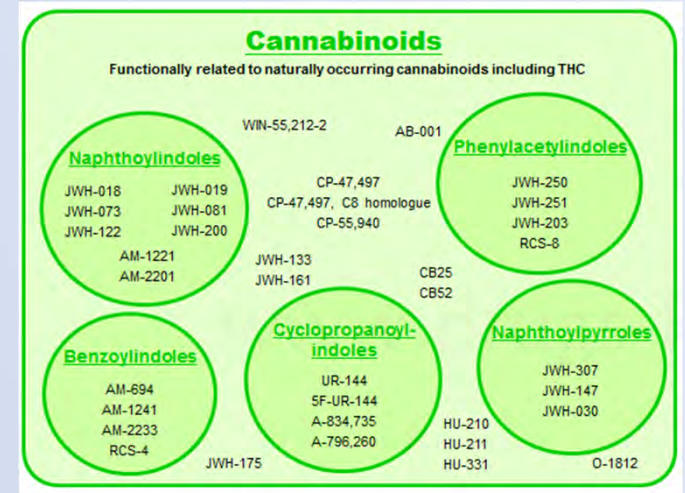 Cannabinoids
Functionally related to naturally occurring cannabinoids including THC
WIN-55,212-2
AB-001
Naphthoylindoles
JWH-018 JWH-019
JWH-073 JWH-081
JWH-122 JWH-200
AM-1221
AM-2201
CP-47,497
CP-47,497, C8 homologue
CP-55,940
Phenylacetylindoles
JWH-250
JWH-251
JWH-203
RCS-8
JWH-133
JWH-161
CB25
CB52
Benzoylindoles
AM-694
AM-1241
AM-2233
RCS-4
Cyclopropanoyl-
indoles
UR-144
5F-UR-144
A-834,735
A-796,260
Naphthoylpyrroles
JWH-307
JWH-147
JWH-030
JWH-175
HU-210
HU-211
HU-331
O-1812